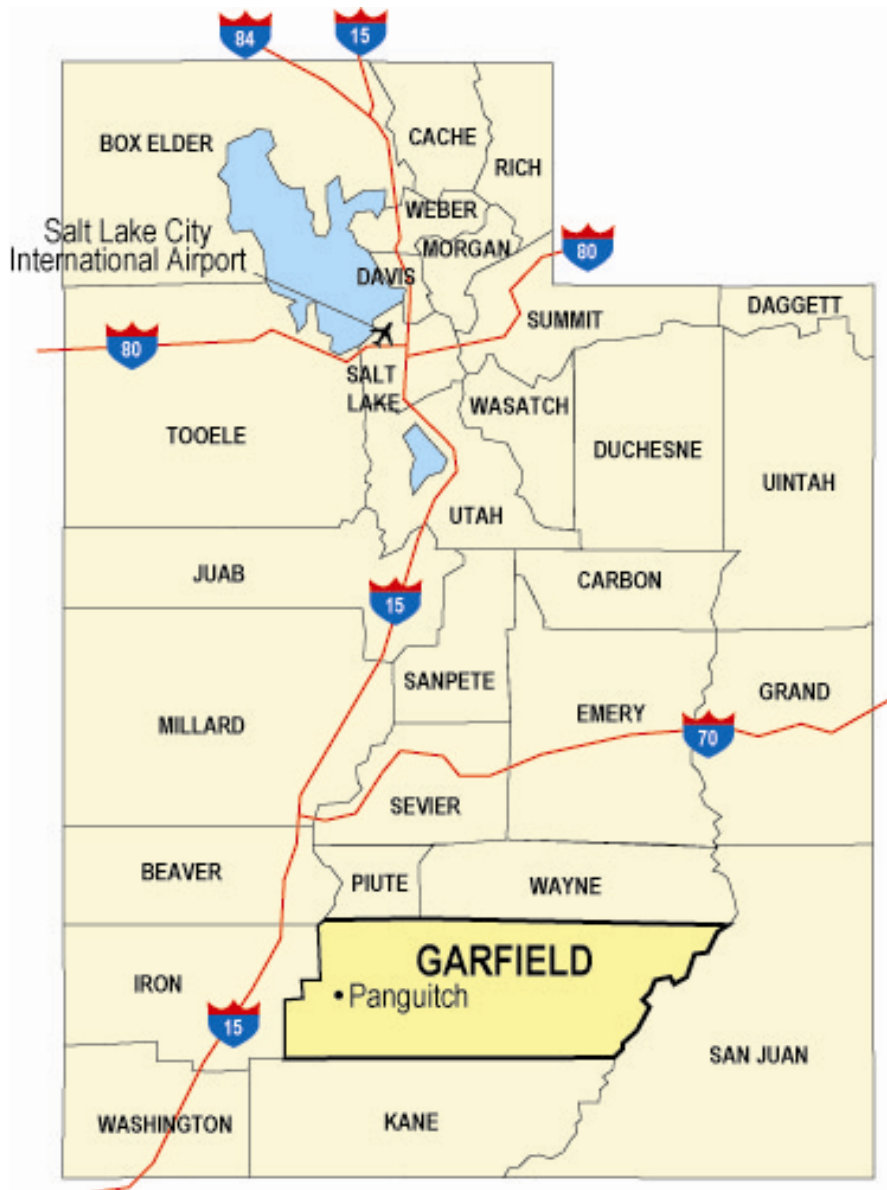 84
15
BOX ELDER
CACHE
RICH
WEBER
Salt Lake City
International Airport
MORGAN
80
DAVIS
DAGGETT
SUMMIT
80
SALT
LAKE
WASATCH
TOOELE
DUCHESNE
UINTAH
UTAH
JUAB
CARBON
15
SANPETE
GRAND
EMERY
MILLARD
70
SEVIER
BEAVER
PIUTE
WAYNE
GARFIELD
IRON
Panguitch
15
SAN JUAN
WASHINGTON
KANE